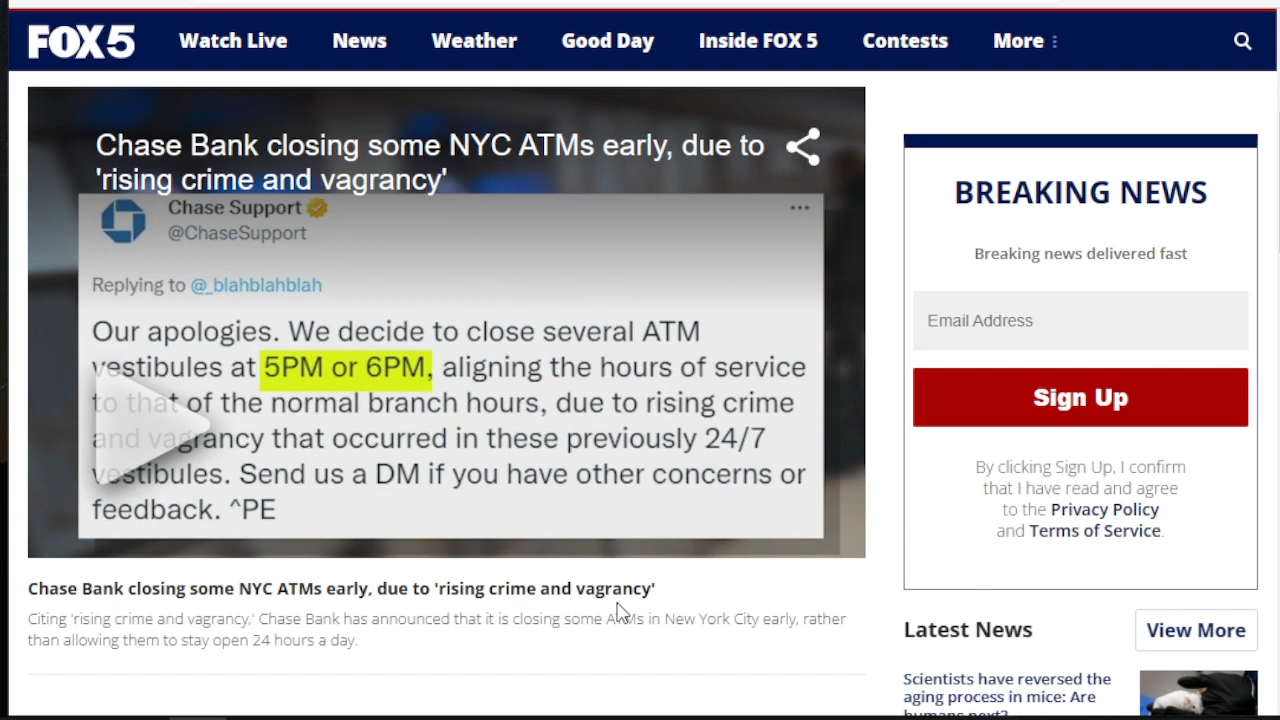 FOX 5 Watch Live News Weather Good Day Inside FOX 5 Contests More
Chase Bank closing some NYC ATMs early, due to
'rising crime and vagrancy'
Chase Support
@ChaseSupport
Replying to @_blahblahblah
Our apologies. We decide to close several ATM
vestibules at 5PM or 6PM, aligning the hours of service
to that of the normal branch hours, due to rising crime
and vagrancy that occurred in these previously 24/7
vestibules. Send us a DM if you have other concerns or
feedback. ^PE
Chase Bank closing some NYC ATMs early, due to 'rising crime and vagrancy'
Citing 'rising crime and vagrancy,' Chase Bank has announced that it is closing some ATMs in New York City early, rather
than allowing them to stay open 24 hours a day.
BREAKING NEWS
Breaking news delivered fast
Email Address
Sign Up
By clicking Sign Up, I confirm
that I have read and agree
to the Privacy Policy
and Terms of Service.
Latest News
View More
Scientists have reversed the
aging process in mice: Are
humans next?